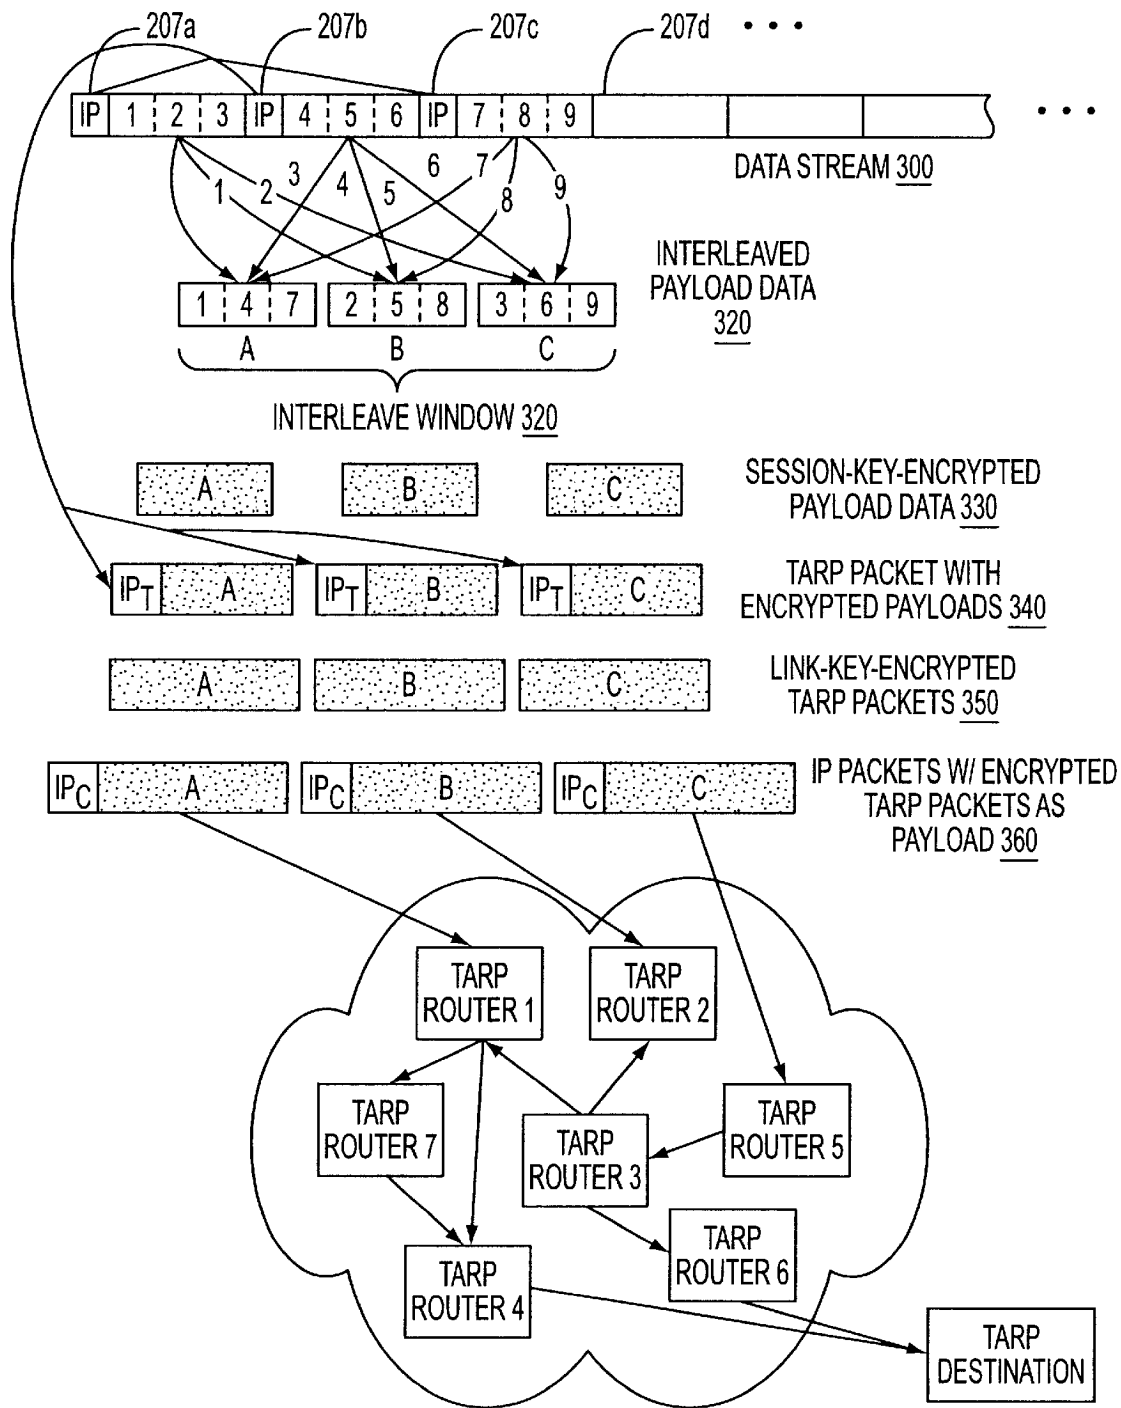 207a 207b 207c 207d • • •
IP 1 2 3 IP 4 5 6 IP 7 8 9 • • •
DATA STREAM 300
1 2 3 4 5 6 7 8 9
INTERLEAVED
PAYLOAD DATA
320
1 4 7 2 5 8 3 6 9
A B C
INTERLEAVE WINDOW 320
A B C
SESSION-KEY-ENCRYPTED
PAYLOAD DATA 330
IPT A IPT B IPT C
TARP PACKET WITH
ENCRYPTED PAYLOADS 340
A B C
LINK-KEY-ENCRYPTED
TARP PACKETS 350
IPC A IPC B IPC C
IP PACKETS W/ ENCRYPTED
TARP PACKETS AS
PAYLOAD 360
TARP
ROUTER 1
TARP
ROUTER 2
TARP
ROUTER 7
TARP
ROUTER 3
TARP
ROUTER 5
TARP
ROUTER 4
TARP
ROUTER 6
TARP
DESTINATION